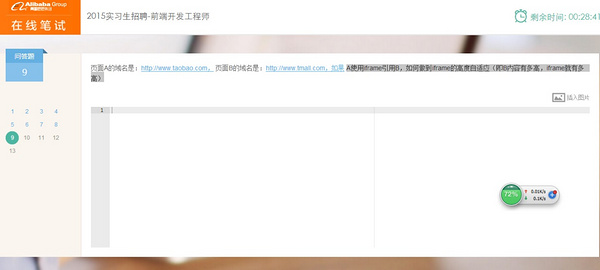 Alibaba Group
阿里巴巴集团
在线笔试
2015实习生招聘-前端开发工程师
剩余时间: 00:28:41
问答题
9
页面A的域名是：http://www.taobao.com， 页面B的域名是：http://www.tmall.com，如果 A使用iframe引用B，如何做到iframe的高度自适应（即B内容有多高，iframe就有多
高）
插入图片
1 2 3 4
5 6 7 8
9 10 11 12
13
1
72%
0.01K/s
0.1K/s